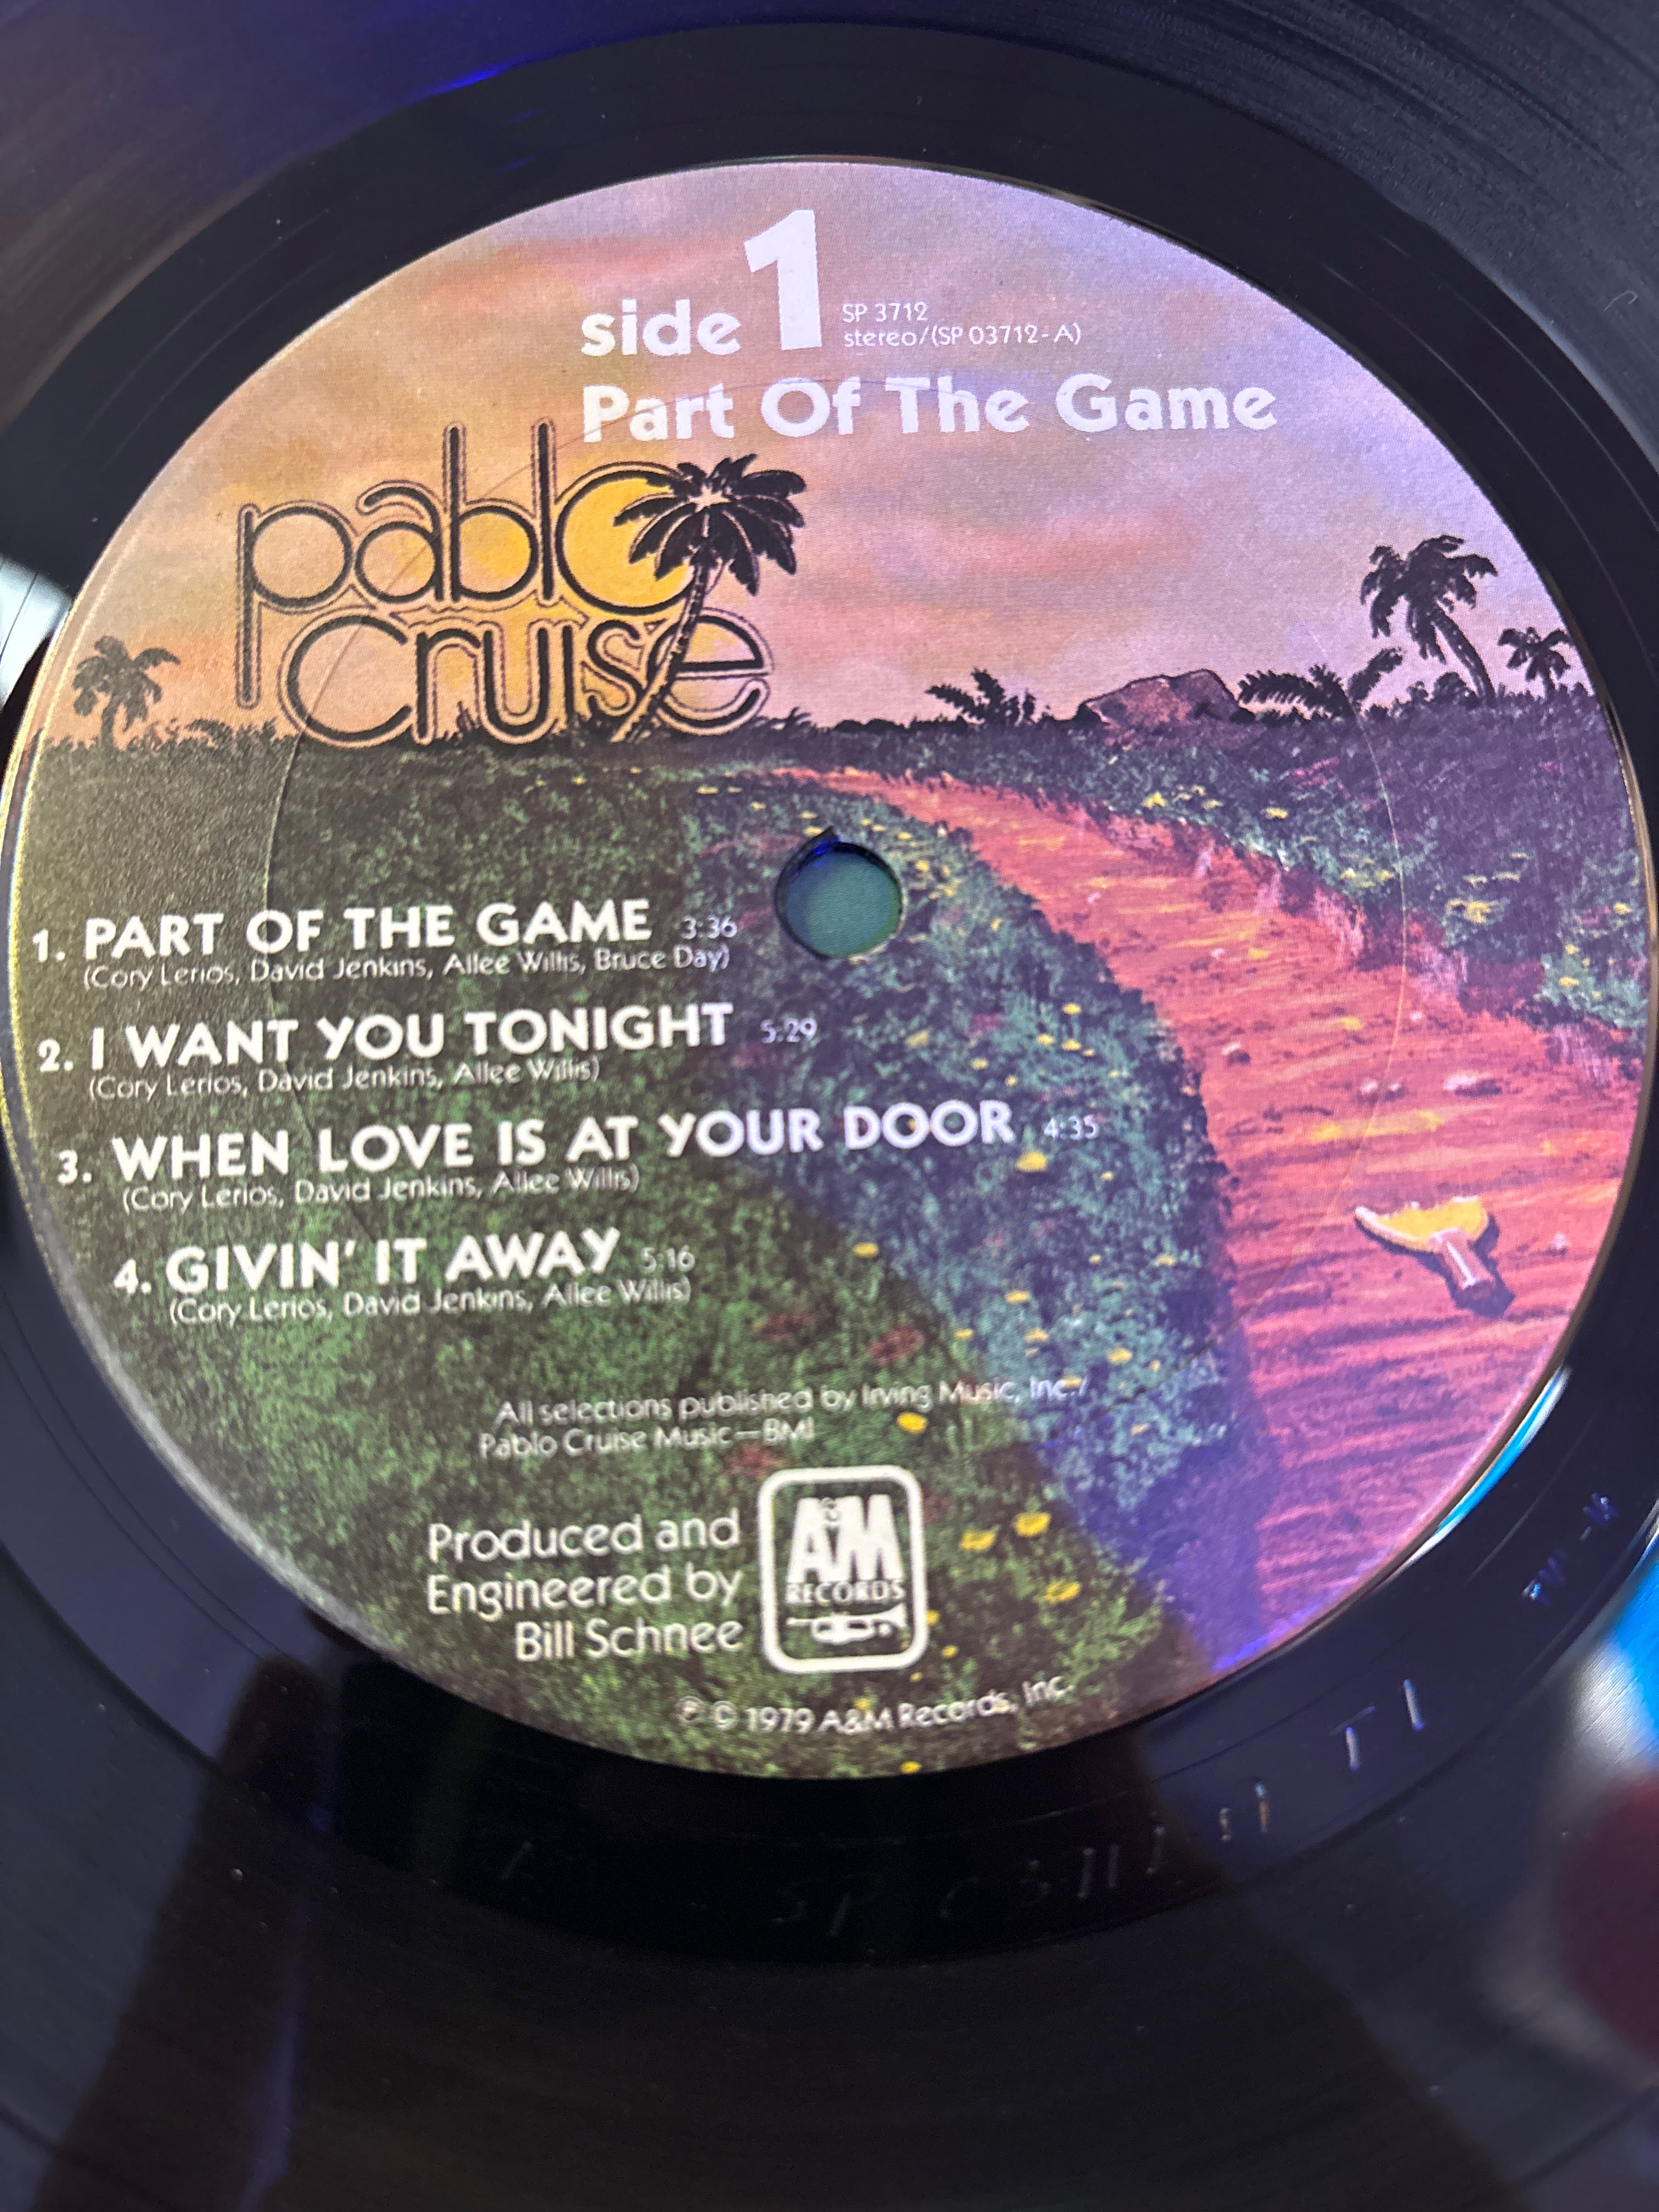 side 1
SP 3712
stereo/(SP 03712-A)
Part Of The Game
pablo
cruise
1. PART OF THE GAME 3:36
(Cory Lerios, David Jenkins, Allee Willis, Bruce Day)
2. I WANT YOU TONIGHT 5:29
(Cory Lerios, David Jenkins, Allee Willis)
3. WHEN LOVE IS AT YOUR DOOR 4:35
(Cory Lerios, David Jenkins, Allee Willis)
4. GIVIN' IT AWAY 5:16
(Cory Lerios, David Jenkins, Allee Willis)
All selections published by Irving Music, Inc./
Pablo Cruise Music—BMI
Produced and
Engineered by
Bill Schnee
A&M
RECORDS
℗ © 1979 A&M Records, Inc.